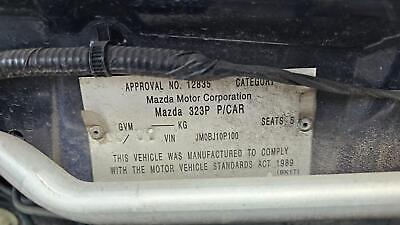 APPROVAL NO. 12835 CATEGORY
Mazda Motor Corporation
Mazda 323P P/CAR
GVM KG SEATS 5
/ VIN JM0BJ10P100
THIS VEHICLE WAS MANUFACTURED TO COMPLY
WITH THE MOTOR VEHICLE STANDARDS ACT 1989